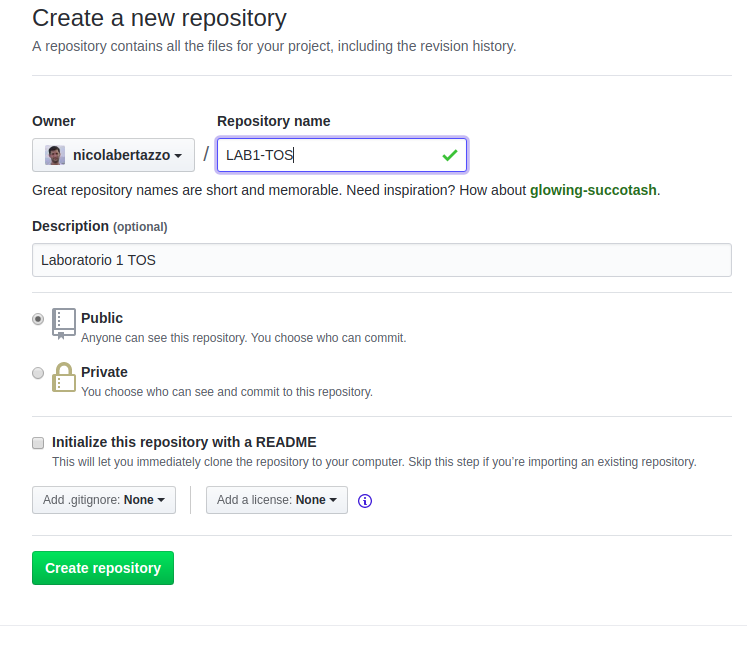 Create a new repository
A repository contains all the files for your project, including the revision history.
Owner
Repository name
nicolabertazzo / LAB1-TOS
Great repository names are short and memorable. Need inspiration? How about glowing-succotash.
Description (optional)
Laboratorio 1 TOS
Public
Anyone can see this repository. You choose who can commit.
Private
You choose who can see and commit to this repository.
Initialize this repository with a README
This will let you immediately clone the repository to your computer. Skip this step if you’re importing an existing repository.
Add .gitignore: None
Add a license: None
Create repository